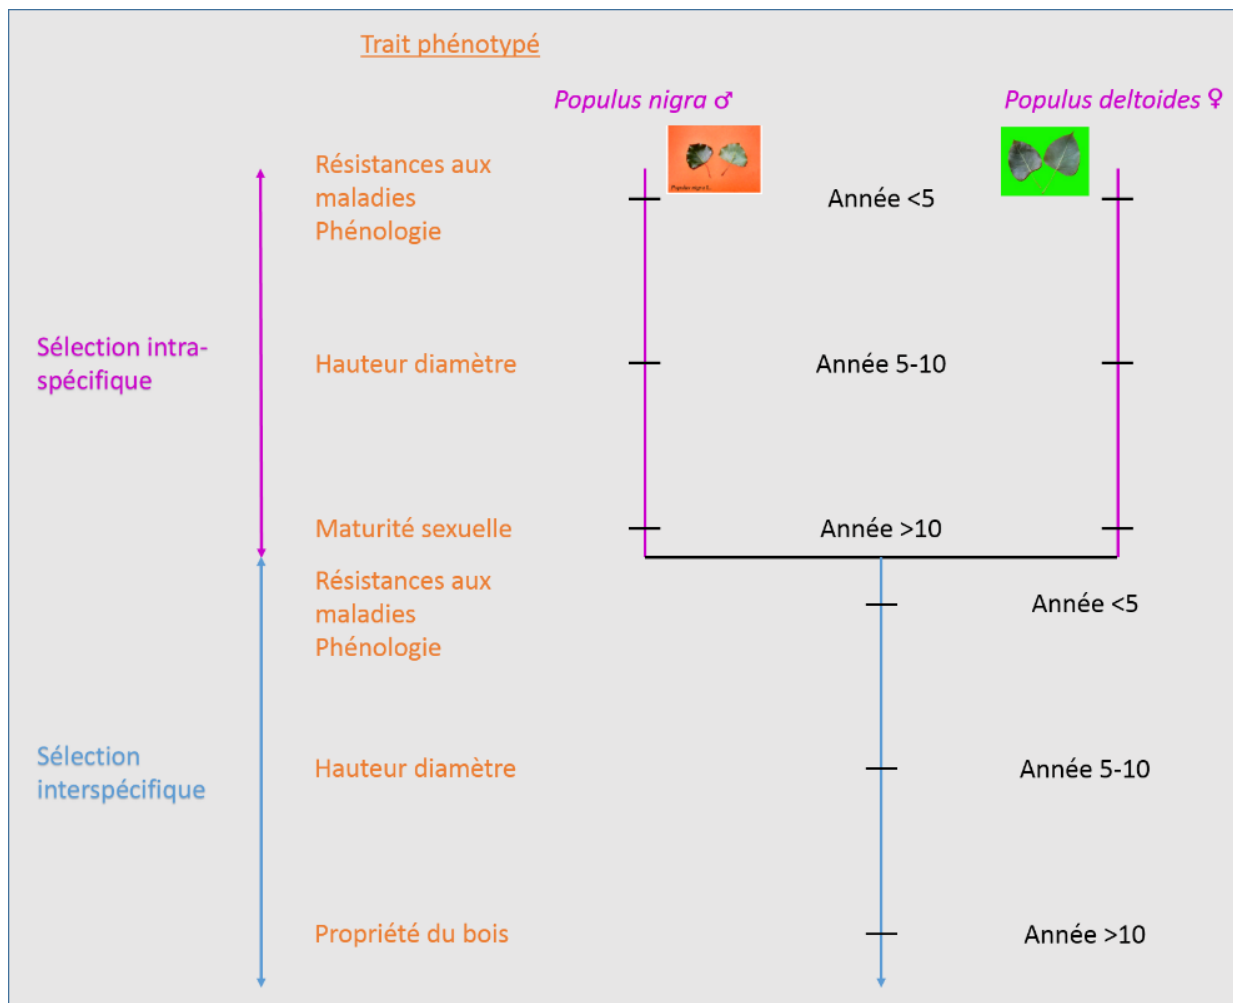 Trait phénotypé
Populus nigra ♂
Populus deltoides ♀
Populus nigra L.
Résistances aux
maladies
Phénologie
Année <5
Sélection intra-
spécifique
Hauteur diamètre
Année 5-10
Maturité sexuelle
Année >10
Résistances aux
maladies
Phénologie
Année <5
Sélection
interspécifique
Hauteur diamètre
Année 5-10
Propriété du bois
Année >10